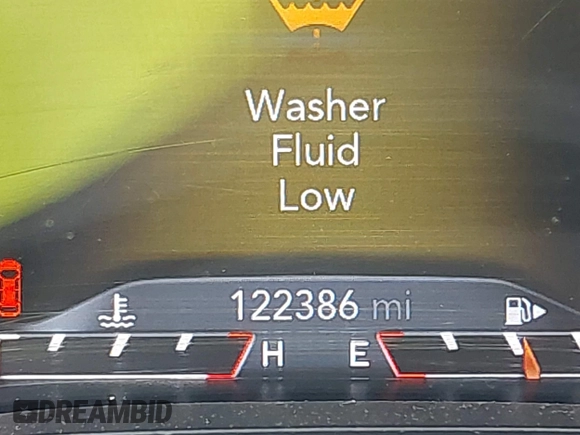 Washer
Fluid
Low
122386 mi
H E
DREAMBID